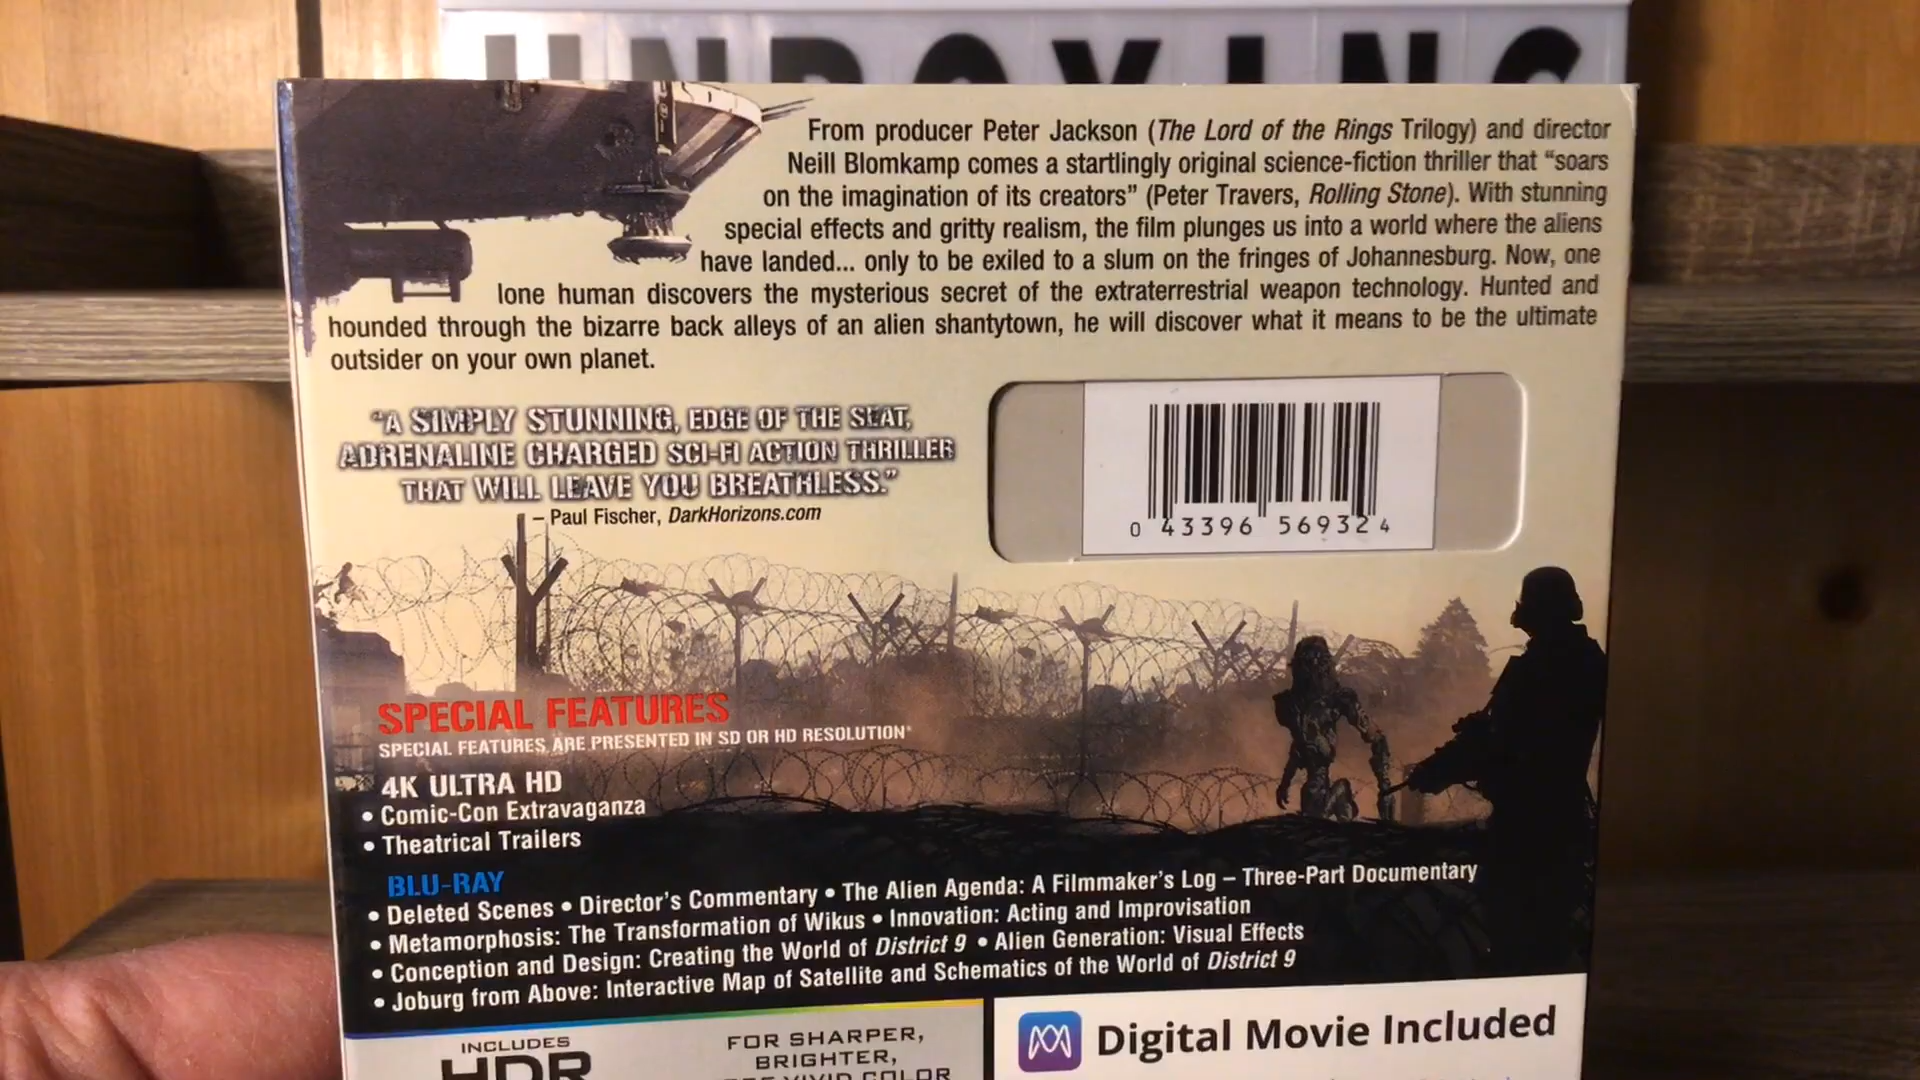 UNBOXING
From producer Peter Jackson (The Lord of the Rings Trilogy) and director
Neill Blomkamp comes a startlingly original science-fiction thriller that “soars
on the imagination of its creators” (Peter Travers, Rolling Stone). With stunning
special effects and gritty realism, the film plunges us into a world where the aliens
have landed... only to be exiled to a slum on the fringes of Johannesburg. Now, one
lone human discovers the mysterious secret of the extraterrestrial weapon technology. Hunted and
hounded through the bizarre back alleys of an alien shantytown, he will discover what it means to be the ultimate
outsider on your own planet.
“A SIMPLY STUNNING, EDGE OF THE SEAT,
ADRENALINE CHARGED SCI-FI ACTION THRILLER
THAT WILL LEAVE YOU BREATHLESS.”
– Paul Fischer, DarkHorizons.com
0 43396 56932 4
SPECIAL FEATURES
SPECIAL FEATURES ARE PRESENTED IN SD OR HD RESOLUTION*
4K ULTRA HD
• Comic-Con Extravaganza
• Theatrical Trailers
BLU-RAY
• Deleted Scenes • Director’s Commentary • The Alien Agenda: A Filmmaker’s Log – Three-Part Documentary
• Metamorphosis: The Transformation of Wikus • Innovation: Acting and Improvisation
• Conception and Design: Creating the World of District 9 • Alien Generation: Visual Effects
• Joburg from Above: Interactive Map of Satellite and Schematics of the World of District 9
INCLUDES
HDR
FOR SHARPER,
BRIGHTER,
VIVID COLOR
Digital Movie Included